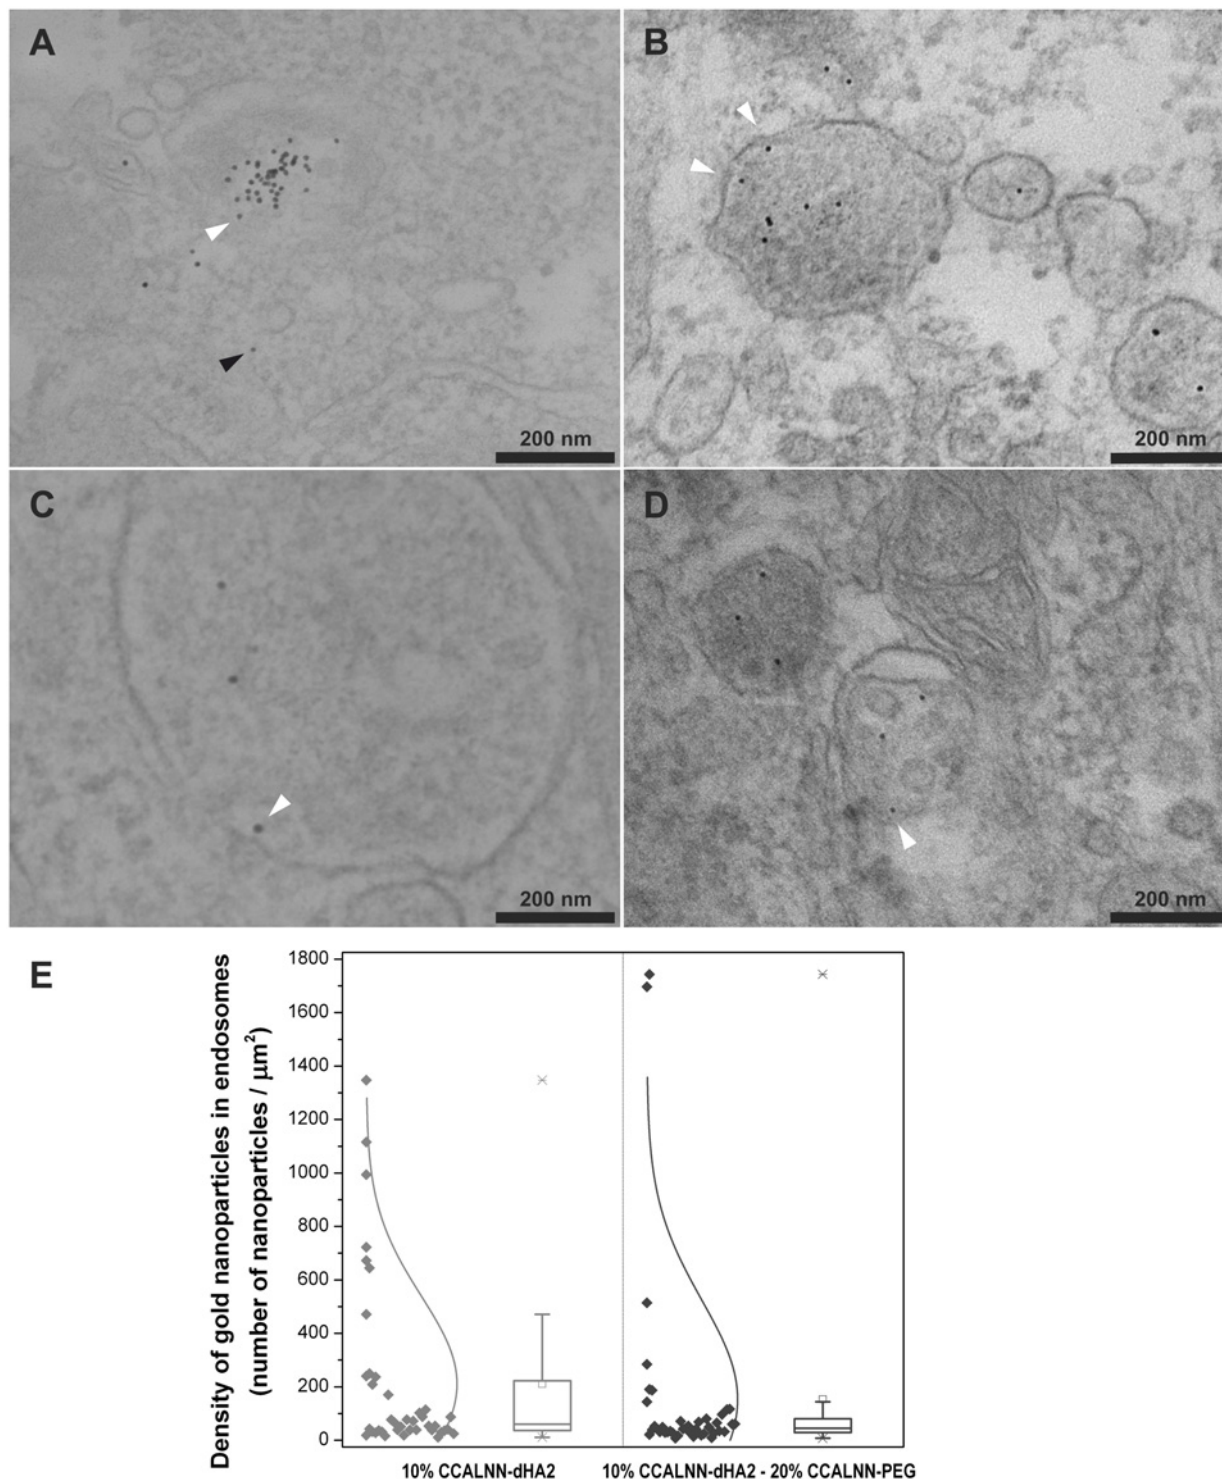 A
B
200 nm
200 nm
C
D
200 nm
200 nm
E
Density of gold nanoparticles in endosomes
(number of nanoparticles / μm²)
1800
1600
1400
1200
1000
800
600
400
200
0
10% CCALNN-dHA2
10% CCALNN-dHA2 - 20% CCALNN-PEG